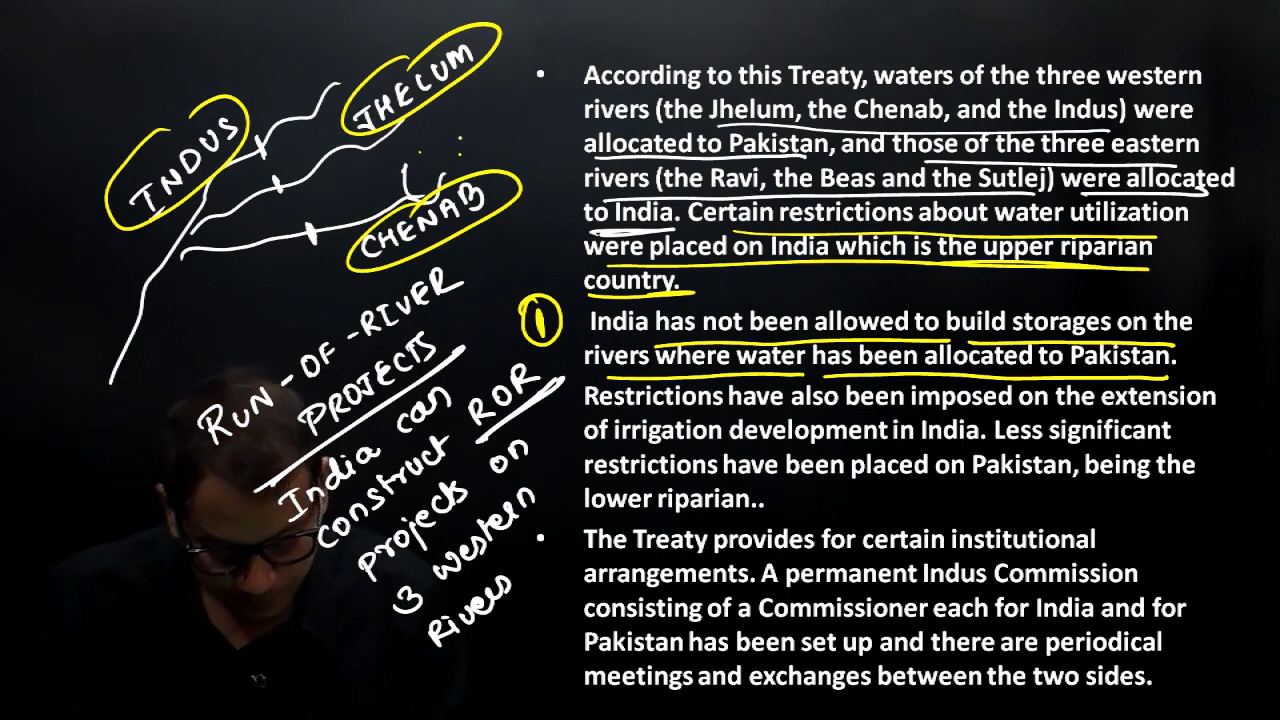 INDUS
JHELUM
CHENAB
RUN-OF-RIVER
PROJECTS
India can
construct ROR
projects on
3 western
Rivers
• According to this Treaty, waters of the three western
rivers (the Jhelum, the Chenab, and the Indus) were
allocated to Pakistan, and those of the three eastern
rivers (the Ravi, the Beas and the Sutlej) were allocated
to India. Certain restrictions about water utilization
were placed on India which is the upper riparian
country.
1 India has not been allowed to build storages on the
rivers where water has been allocated to Pakistan.
Restrictions have also been imposed on the extension
of irrigation development in India. Less significant
restrictions have been placed on Pakistan, being the
lower riparian..
• The Treaty provides for certain institutional
arrangements. A permanent Indus Commission
consisting of a Commissioner each for India and for
Pakistan has been set up and there are periodical
meetings and exchanges between the two sides.